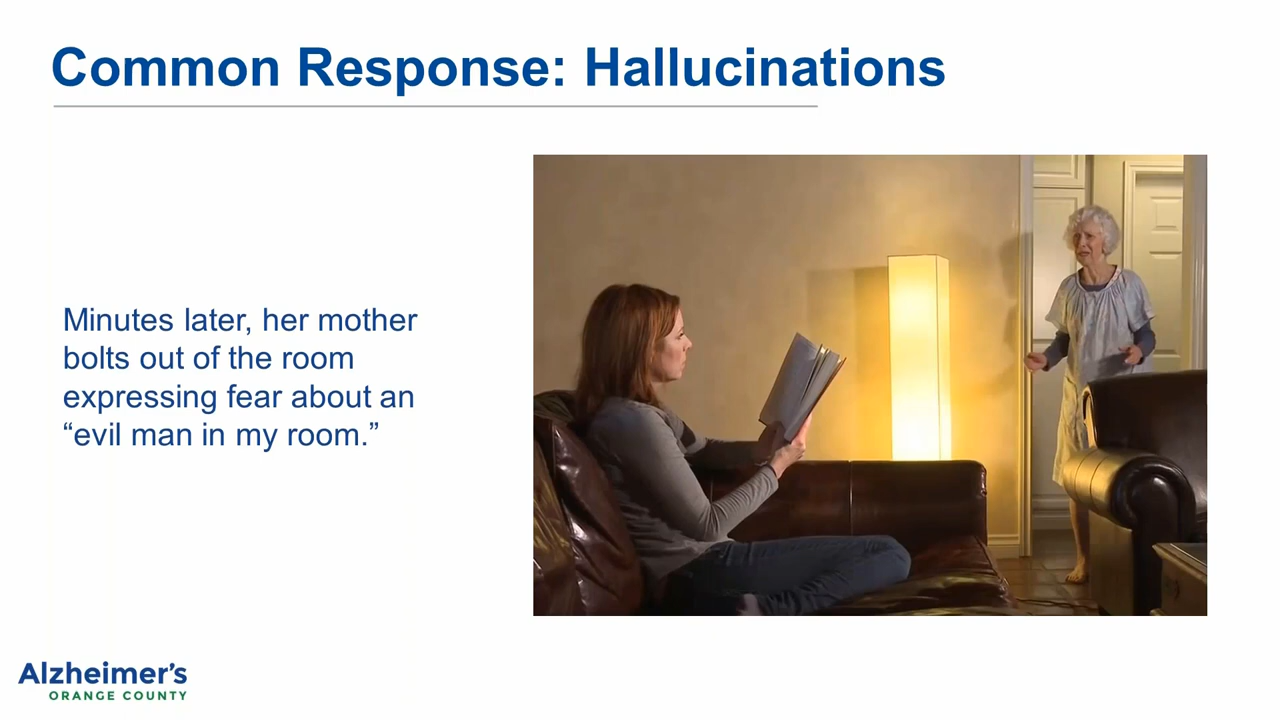 Common Response: Hallucinations
Minutes later, her mother
bolts out of the room
expressing fear about an
“evil man in my room.”
Alzheimer’s
ORANGE COUNTY